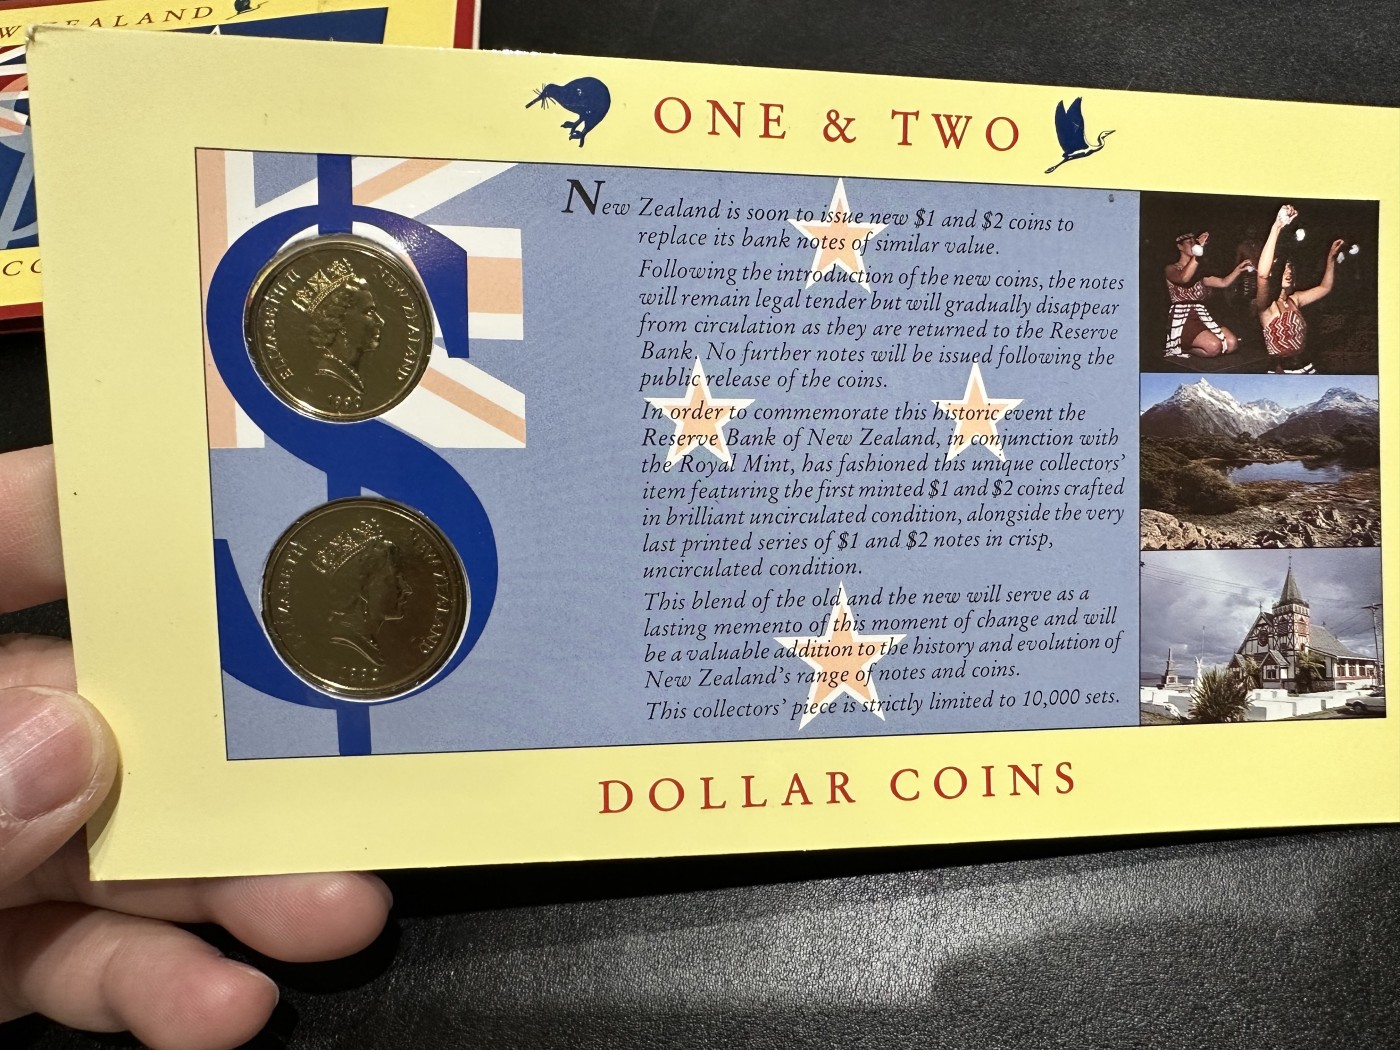 ZEALAND
ONE & TWO
New Zealand is soon to issue new $1 and $2 coins to
replace its bank notes of similar value.
Following the introduction of the new coins, the notes
will remain legal tender but will gradually disappear
from circulation as they are returned to the Reserve
Bank. No further notes will be issued following the
public release of the coins.
In order to commemorate this historic event the
Reserve Bank of New Zealand, in conjunction with
the Royal Mint, has fashioned this unique collectors'
item featuring the first minted $1 and $2 coins crafted
in brilliant uncirculated condition, alongside the very
last printed series of $1 and $2 notes in crisp,
uncirculated condition.
This blend of the old and the new will serve as a
lasting memento of this moment of change and will
be a valuable addition to the history and evolution of
New Zealand's range of notes and coins.
This collectors' piece is strictly limited to 10,000 sets.
DOLLAR COINS
$
ELIZABETH II NEW ZEALAND
1990
ELIZABETH II NEW ZEALAND
1990